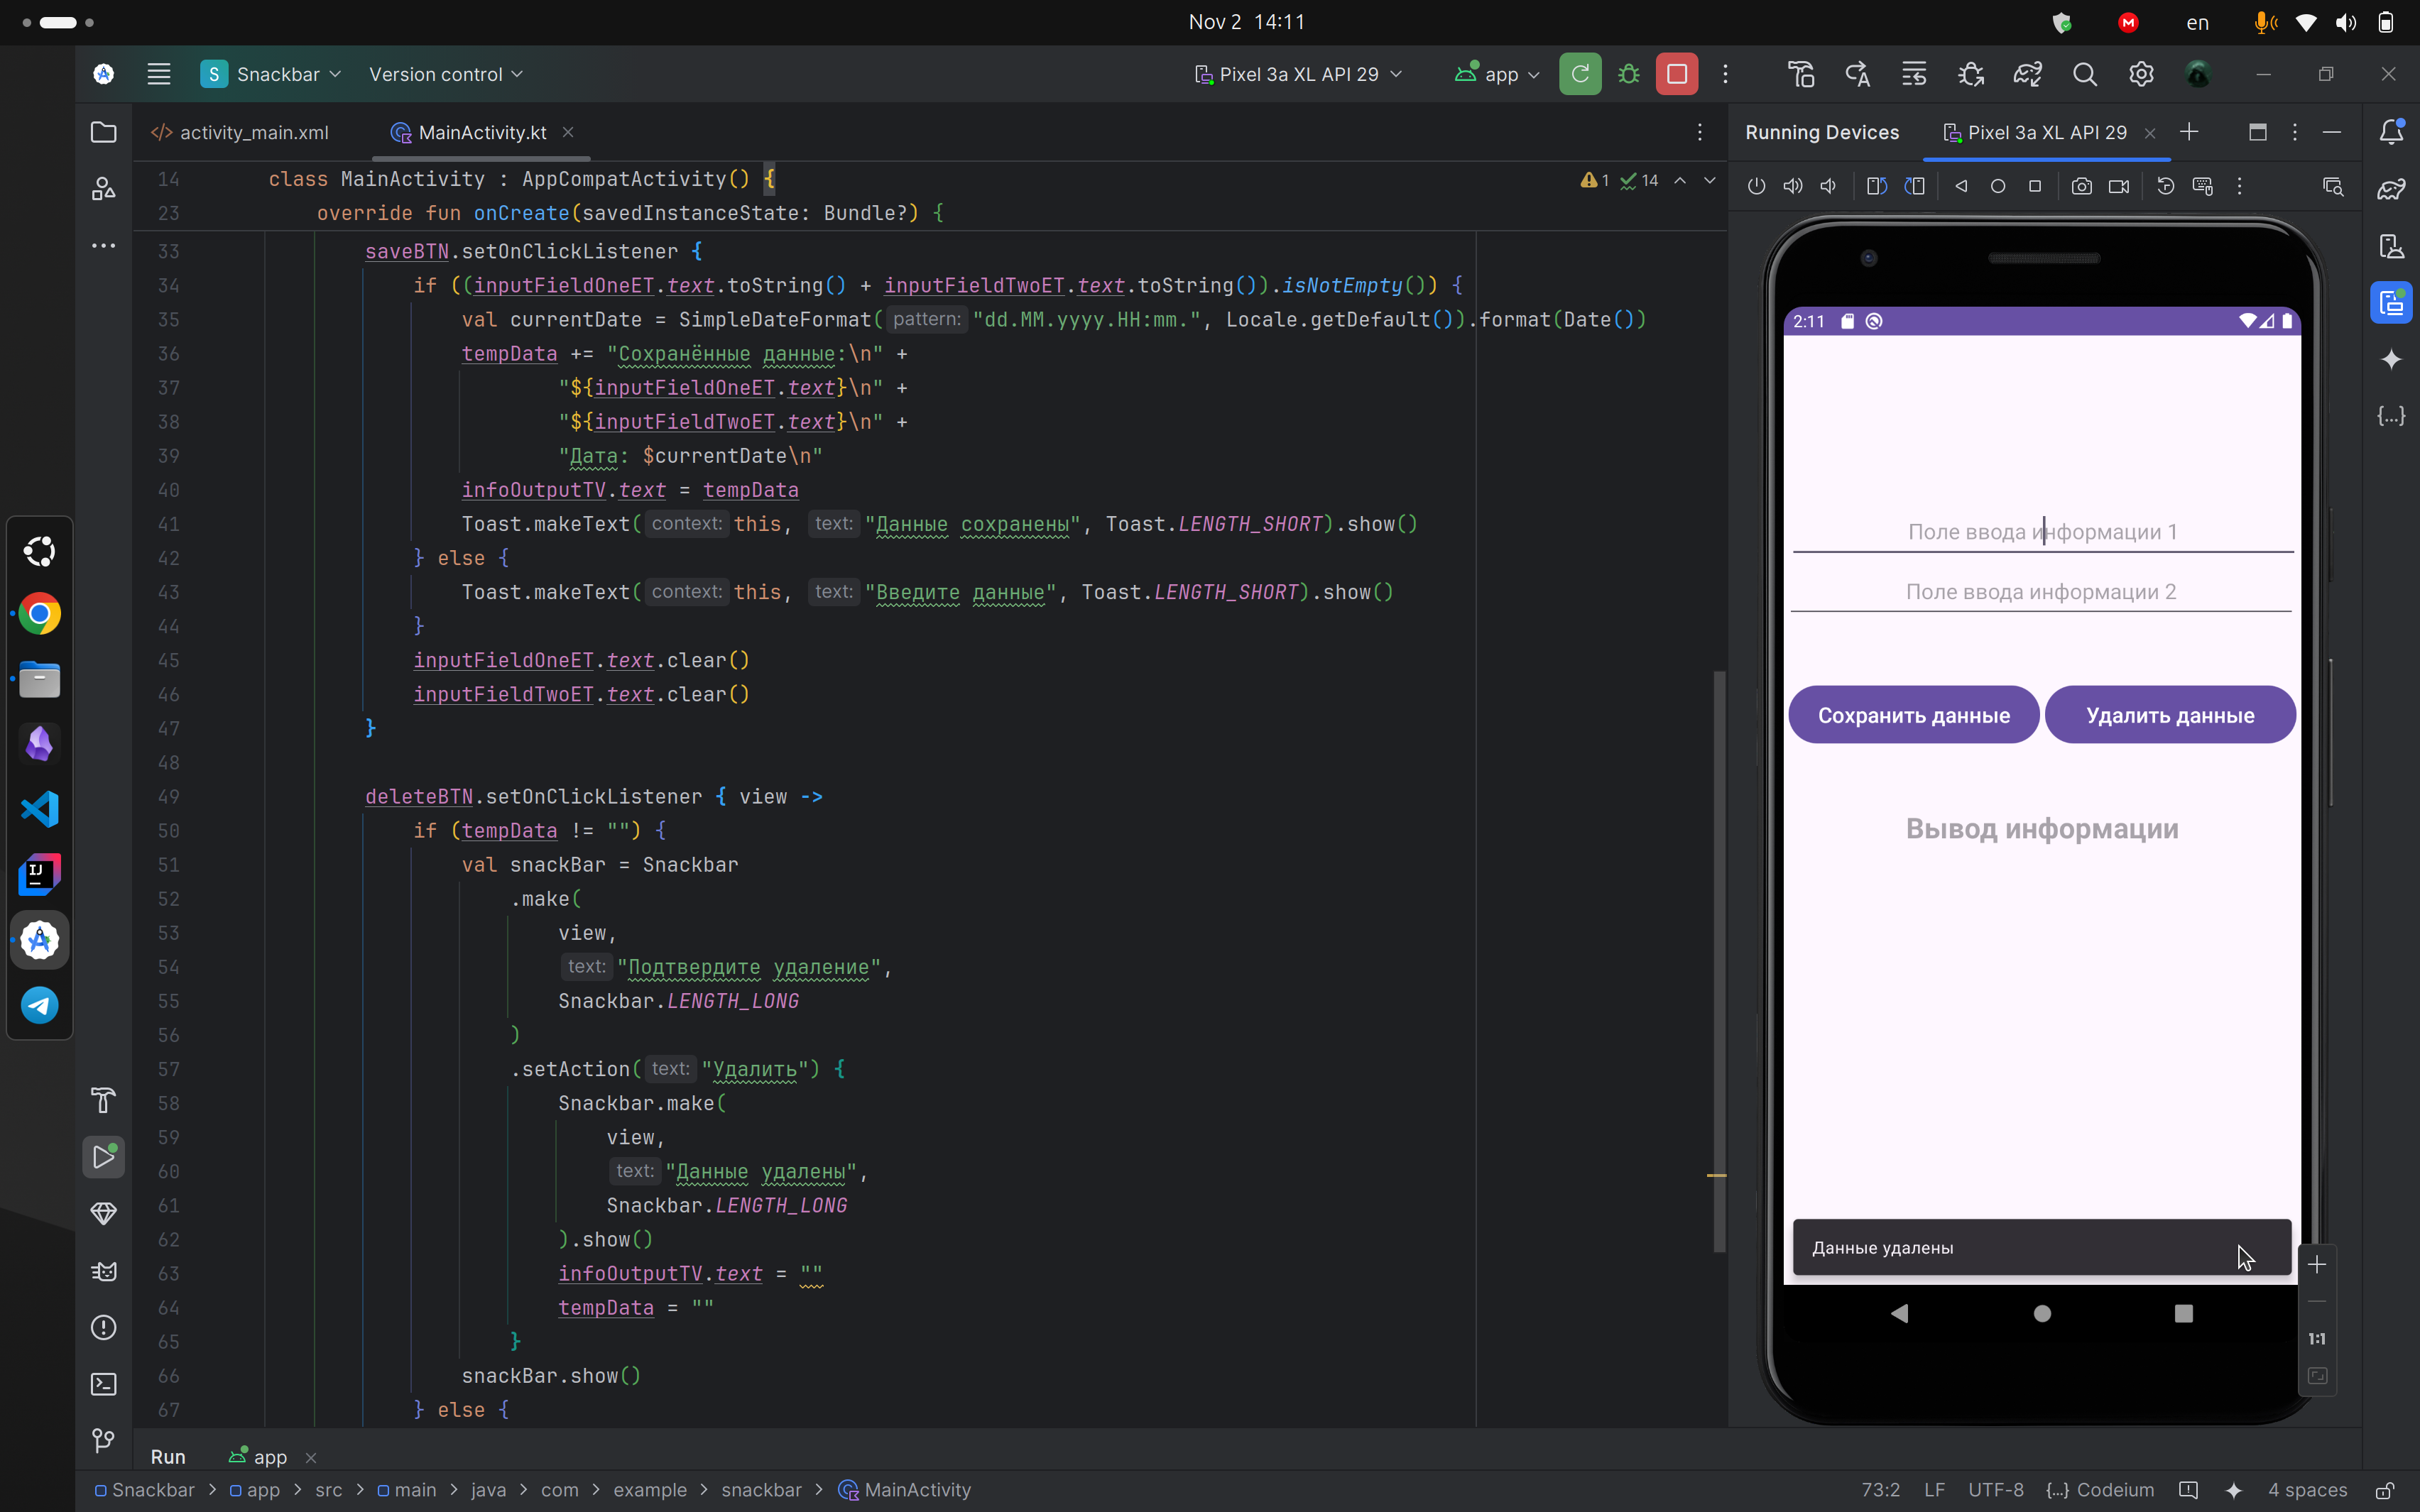 Nov 2 14:11
en
S Snackbar
Version control
Pixel 3a XL API 29
app
activity_main.xml
MainActivity.kt
Running Devices
Pixel 3a XL API 29
14 class MainActivity : AppCompatActivity() {
1 14
23 override fun onCreate(savedInstanceState: Bundle?) {
33 saveBTN.setOnClickListener {
34 if ((inputFieldOneET.text.toString() + inputFieldTwoET.text.toString()).isNotEmpty()) {
35 val currentDate = SimpleDateFormat( pattern: "dd.MM.yyyy.HH:mm.", Locale.getDefault()).format(Date())
36 tempData += "Сохранённые данные:\n" +
37 "${inputFieldOneET.text}\n" +
38 "${inputFieldTwoET.text}\n" +
39 "Дата: $currentDate\n"
40 infoOutputTV.text = tempData
41 Toast.makeText( context: this, text: "Данные сохранены", Toast.LENGTH_SHORT).show()
42 } else {
43 Toast.makeText( context: this, text: "Введите данные", Toast.LENGTH_SHORT).show()
44 }
45 inputFieldOneET.text.clear()
46 inputFieldTwoET.text.clear()
47 }
48
49 deleteBTN.setOnClickListener { view ->
50 if (tempData != "") {
51 val snackBar = Snackbar
52 .make(
53 view,
54 text: "Подтвердите удаление",
55 Snackbar.LENGTH_LONG
56 )
57 .setAction( text: "Удалить") {
58 Snackbar.make(
59 view,
60 text: "Данные удалены",
61 Snackbar.LENGTH_LONG
62 ).show()
63 infoOutputTV.text = ""
64 tempData = ""
65 }
66 snackBar.show()
67 } else {
2:11
Поле ввода информации 1
Поле ввода информации 2
Сохранить данные
Удалить данные
Вывод информации
Данные удалены
1:1
Run
app
Snackbar > app > src > main > java > com > example > snackbar > MainActivity
73:2 LF UTF-8 {...} Codeium 4 spaces